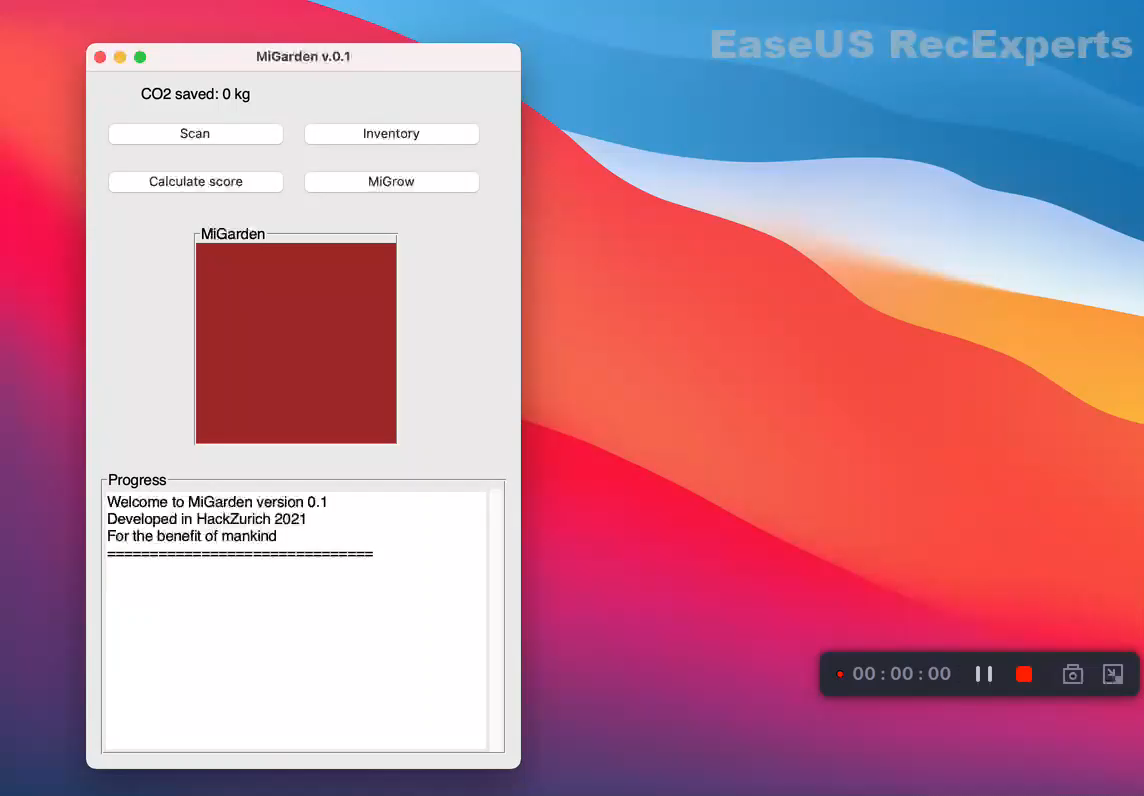 EaseUS RecExperts
MiGarden v.0.1
CO2 saved: 0 kg
Scan
Inventory
Calculate score
MiGrow
MiGarden
Progress
Welcome to MiGarden version 0.1
Developed in HackZurich 2021
For the benefit of mankind
===============================
00:00:00